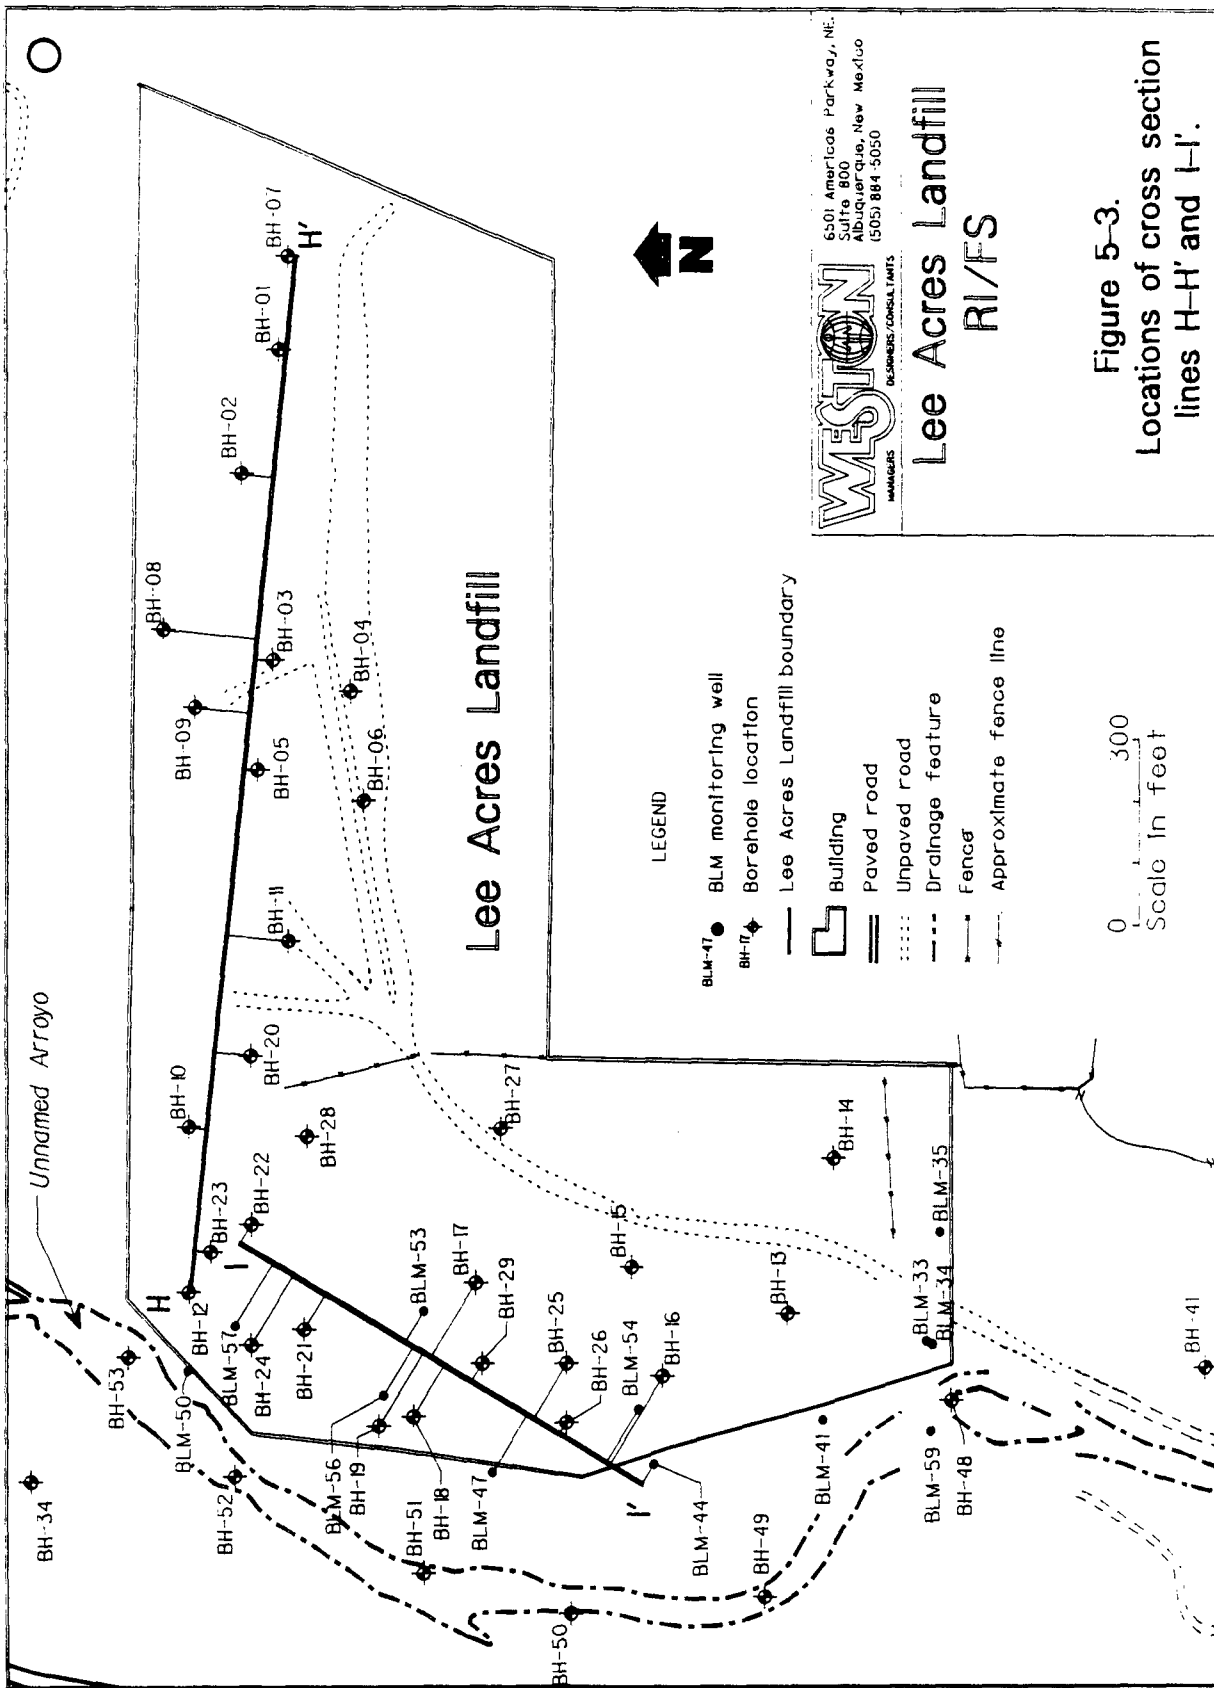 Unnamed Arroyo
BH-34
BH-53
BLM-50
BH-52
BH-12
H
BH-23
BH-10
BH-08
BH-09
BH-02
BH-01
BH-07
H'
BH-03
BH-05
BH-11
BH-20
BH-04
BH-06
I
BH-22
BH-28
BLM-57
BH-24
BH-21
BLM-53
BH-17
BH-29
BLM-56
BH-19
BH-18
BH-51
BLM-47
BH-25
BH-26
BLM-54
BH-16
BH-15
BH-27
BH-14
BH-13
I'
BLM-44
BH-50
BH-49
BLM-41
BLM-59
BH-48
BLM-33
BLM-34
BLM-35
BH-41
Lee Acres Landfill
N
LEGEND
BLM-47 BLM monitoring well
BH-17 Borehole location
Lee Acres Landfill boundary
Building
Paved road
Unpaved road
Drainage feature
Fence
Approximate fence line
0 300
Scale in feet
WESTON
MANAGERS DESIGNERS/CONSULTANTS
6501 Americas Parkway, NE.
Suite 800
Albuquerque, New Mexico
(505) 884-5050
Lee Acres Landfill
RI/FS
Figure 5-3.
Locations of cross section
lines H-H' and I-I'.